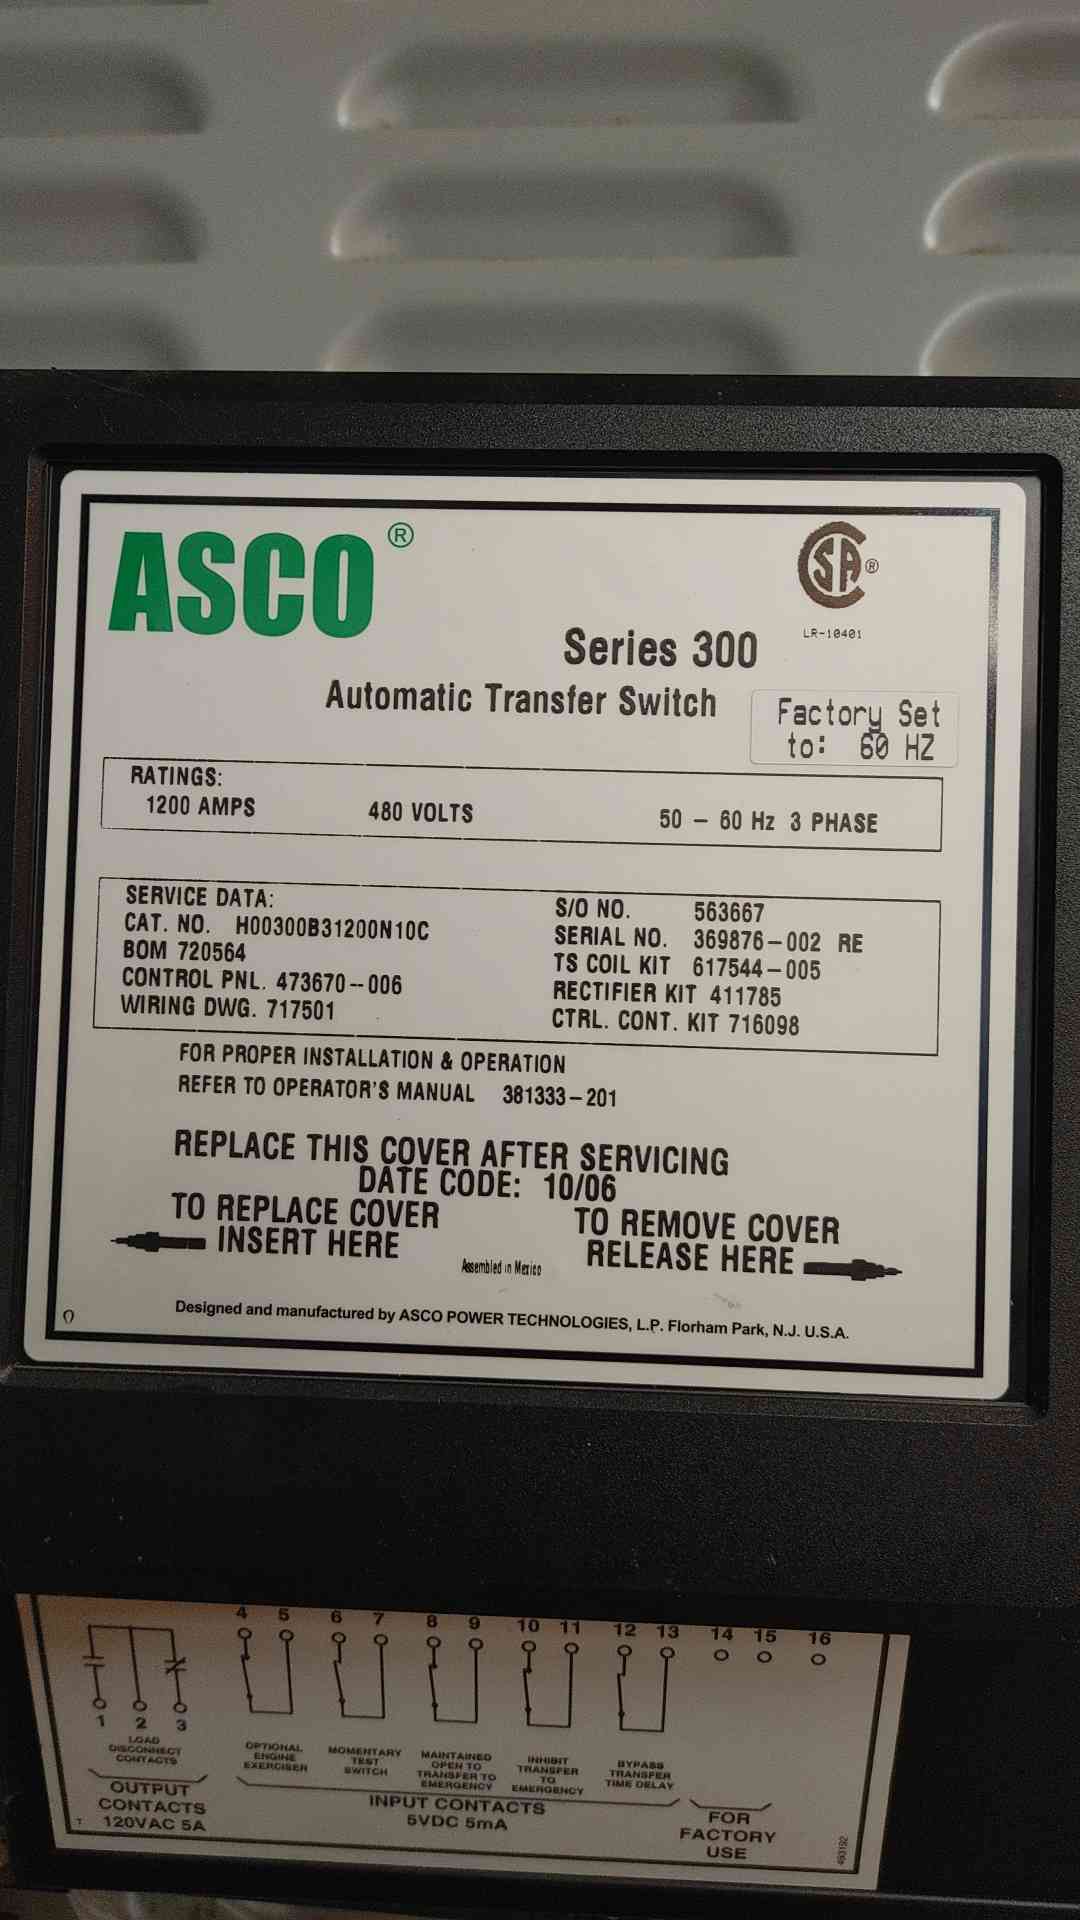 ASCO®
CSA®
LR-10401
Series 300
Automatic Transfer Switch
Factory Set
to: 60 HZ
RATINGS:
1200 AMPS 480 VOLTS 50 - 60 Hz 3 PHASE
SERVICE DATA:
CAT. NO. H00300B31200N10C
BOM 720564
CONTROL PNL. 473670--006
WIRING DWG. 717501
S/O NO. 563667
SERIAL NO. 369876-002 RE
TS COIL KIT 617544-005
RECTIFIER KIT 411785
CTRL. CONT. KIT 716098
FOR PROPER INSTALLATION & OPERATION
REFER TO OPERATOR'S MANUAL 381333-201
REPLACE THIS COVER AFTER SERVICING
DATE CODE: 10/06
TO REPLACE COVER
INSERT HERE
TO REMOVE COVER
RELEASE HERE
Assembled in Mexico
Designed and manufactured by ASCO POWER TECHNOLOGIES, L.P. Florham Park, N.J. U.S.A.
4 5 6 7 8 9 10 11 12 13 14 15 16
1 2 3
LOAD
DISCONNECT
CONTACTS
OPTIONAL
ENGINE
EXERCISER
MOMENTARY
TEST
SWITCH
MAINTAINED
OPEN TO
TRANSFER TO
EMERGENCY
INHIBIT
TRANSFER
TO
EMERGENCY
BYPASS
TRANSFER
TIME DELAY
OUTPUT
CONTACTS
120VAC 5A
INPUT CONTACTS
5VDC 5mA
FOR
FACTORY
USE